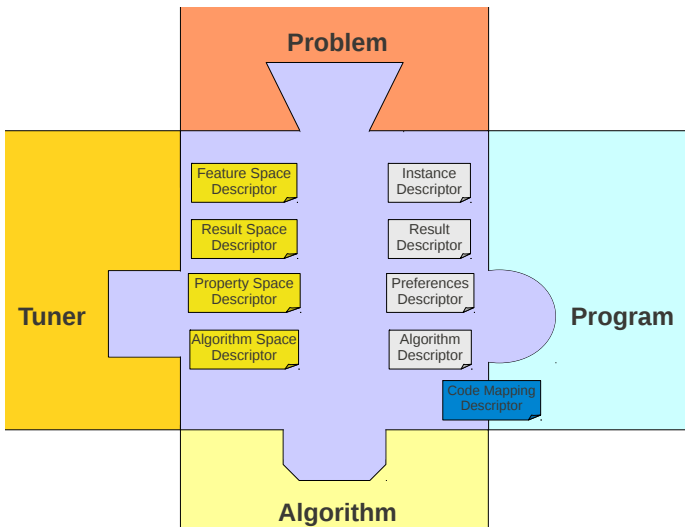 Problem
Feature Space
Descriptor
Instance
Descriptor
Result Space
Descriptor
Result
Descriptor
Property Space
Descriptor
Preferences
Descriptor
Tuner
Program
Algorithm Space
Descriptor
Algorithm
Descriptor
Code Mapping
Descriptor
Algorithm